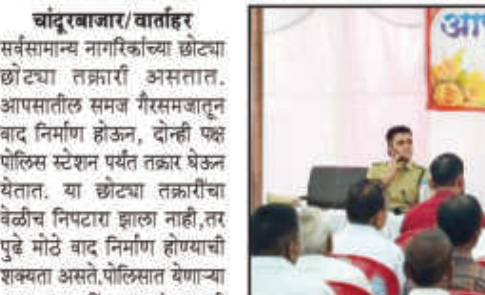 चांदूरबाजार/वार्ताहर
सर्वसामान्य नागरिकांच्या छोट्या
छोट्या तक्रारी असतात.
आपसातील समज गैरसमजातून
वाद निर्माण होऊन, दोन्ही पक्ष
पोलिस स्टेशन पर्यंत तक्रार घेऊन
येतात. या छोट्या तक्रारींचा
वेळीच निपटारा झाला नाही,तर
पुढे मोठे वाद निर्माण होण्याची
शक्यता असते.पोलिसात येणाऱ्या
आप